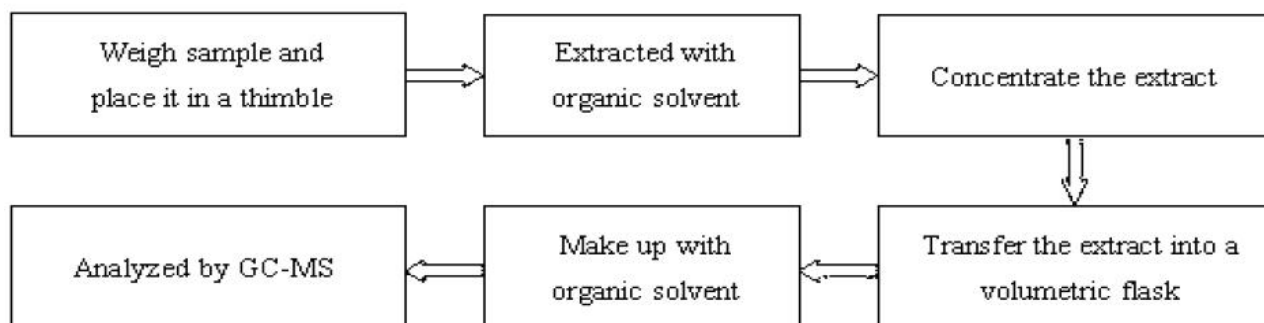 Weigh sample and
place it in a thimble
Extracted with
organic solvent
Concentrate the extract
Transfer the extract into a
volumetric flask
Make up with
organic solvent
Analyzed by GC-MS